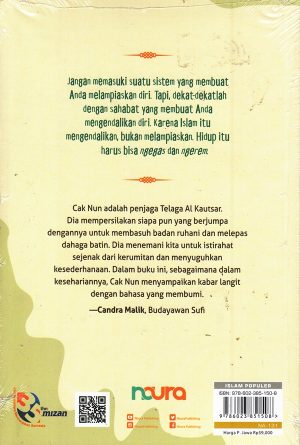 Jangan memasuki suatu sistem yang membuat
Anda melampiaskan diri. Tapi, dekat-dekatlah
dengan sahabat yang membuat Anda
mengendalikan diri. Karena Islam itu
mengendalikan, bukan melampiaskan. Hidup itu
harus bisa ngegas dan ngerem.
Cak Nun adalah penjaga Telaga Al Kautsar.
Dia mempersilakan siapa pun yang berjumpa
dengannya untuk membasuh badan ruhani dan melepas
dahaga batin. Dia menemani kita untuk istirahat
sejenak dari kerumitan dan menyuguhkan
kesederhanaan. Dalam buku ini, sebagaimana dalam
kesehariannya, Cak Nun menyampaikan kabar langit
dengan bahasa yang membumi.
—Candra Malik, Budayawan Sufi
mizan
noura
ISLAM POPULER
ISBN: 978-602-385-150-8
9 786023 851508
NA-131
Harga P. Jawa Rp59,000